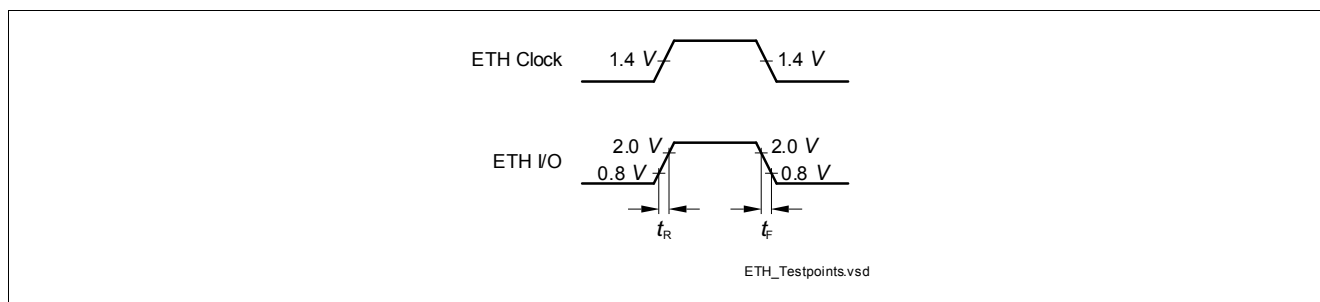 ETH Clock 1.4 V 1.4 V
2.0 V 2.0 V
ETH I/O
0.8 V 0.8 V
tR tF
ETH_Testpoints.vsd